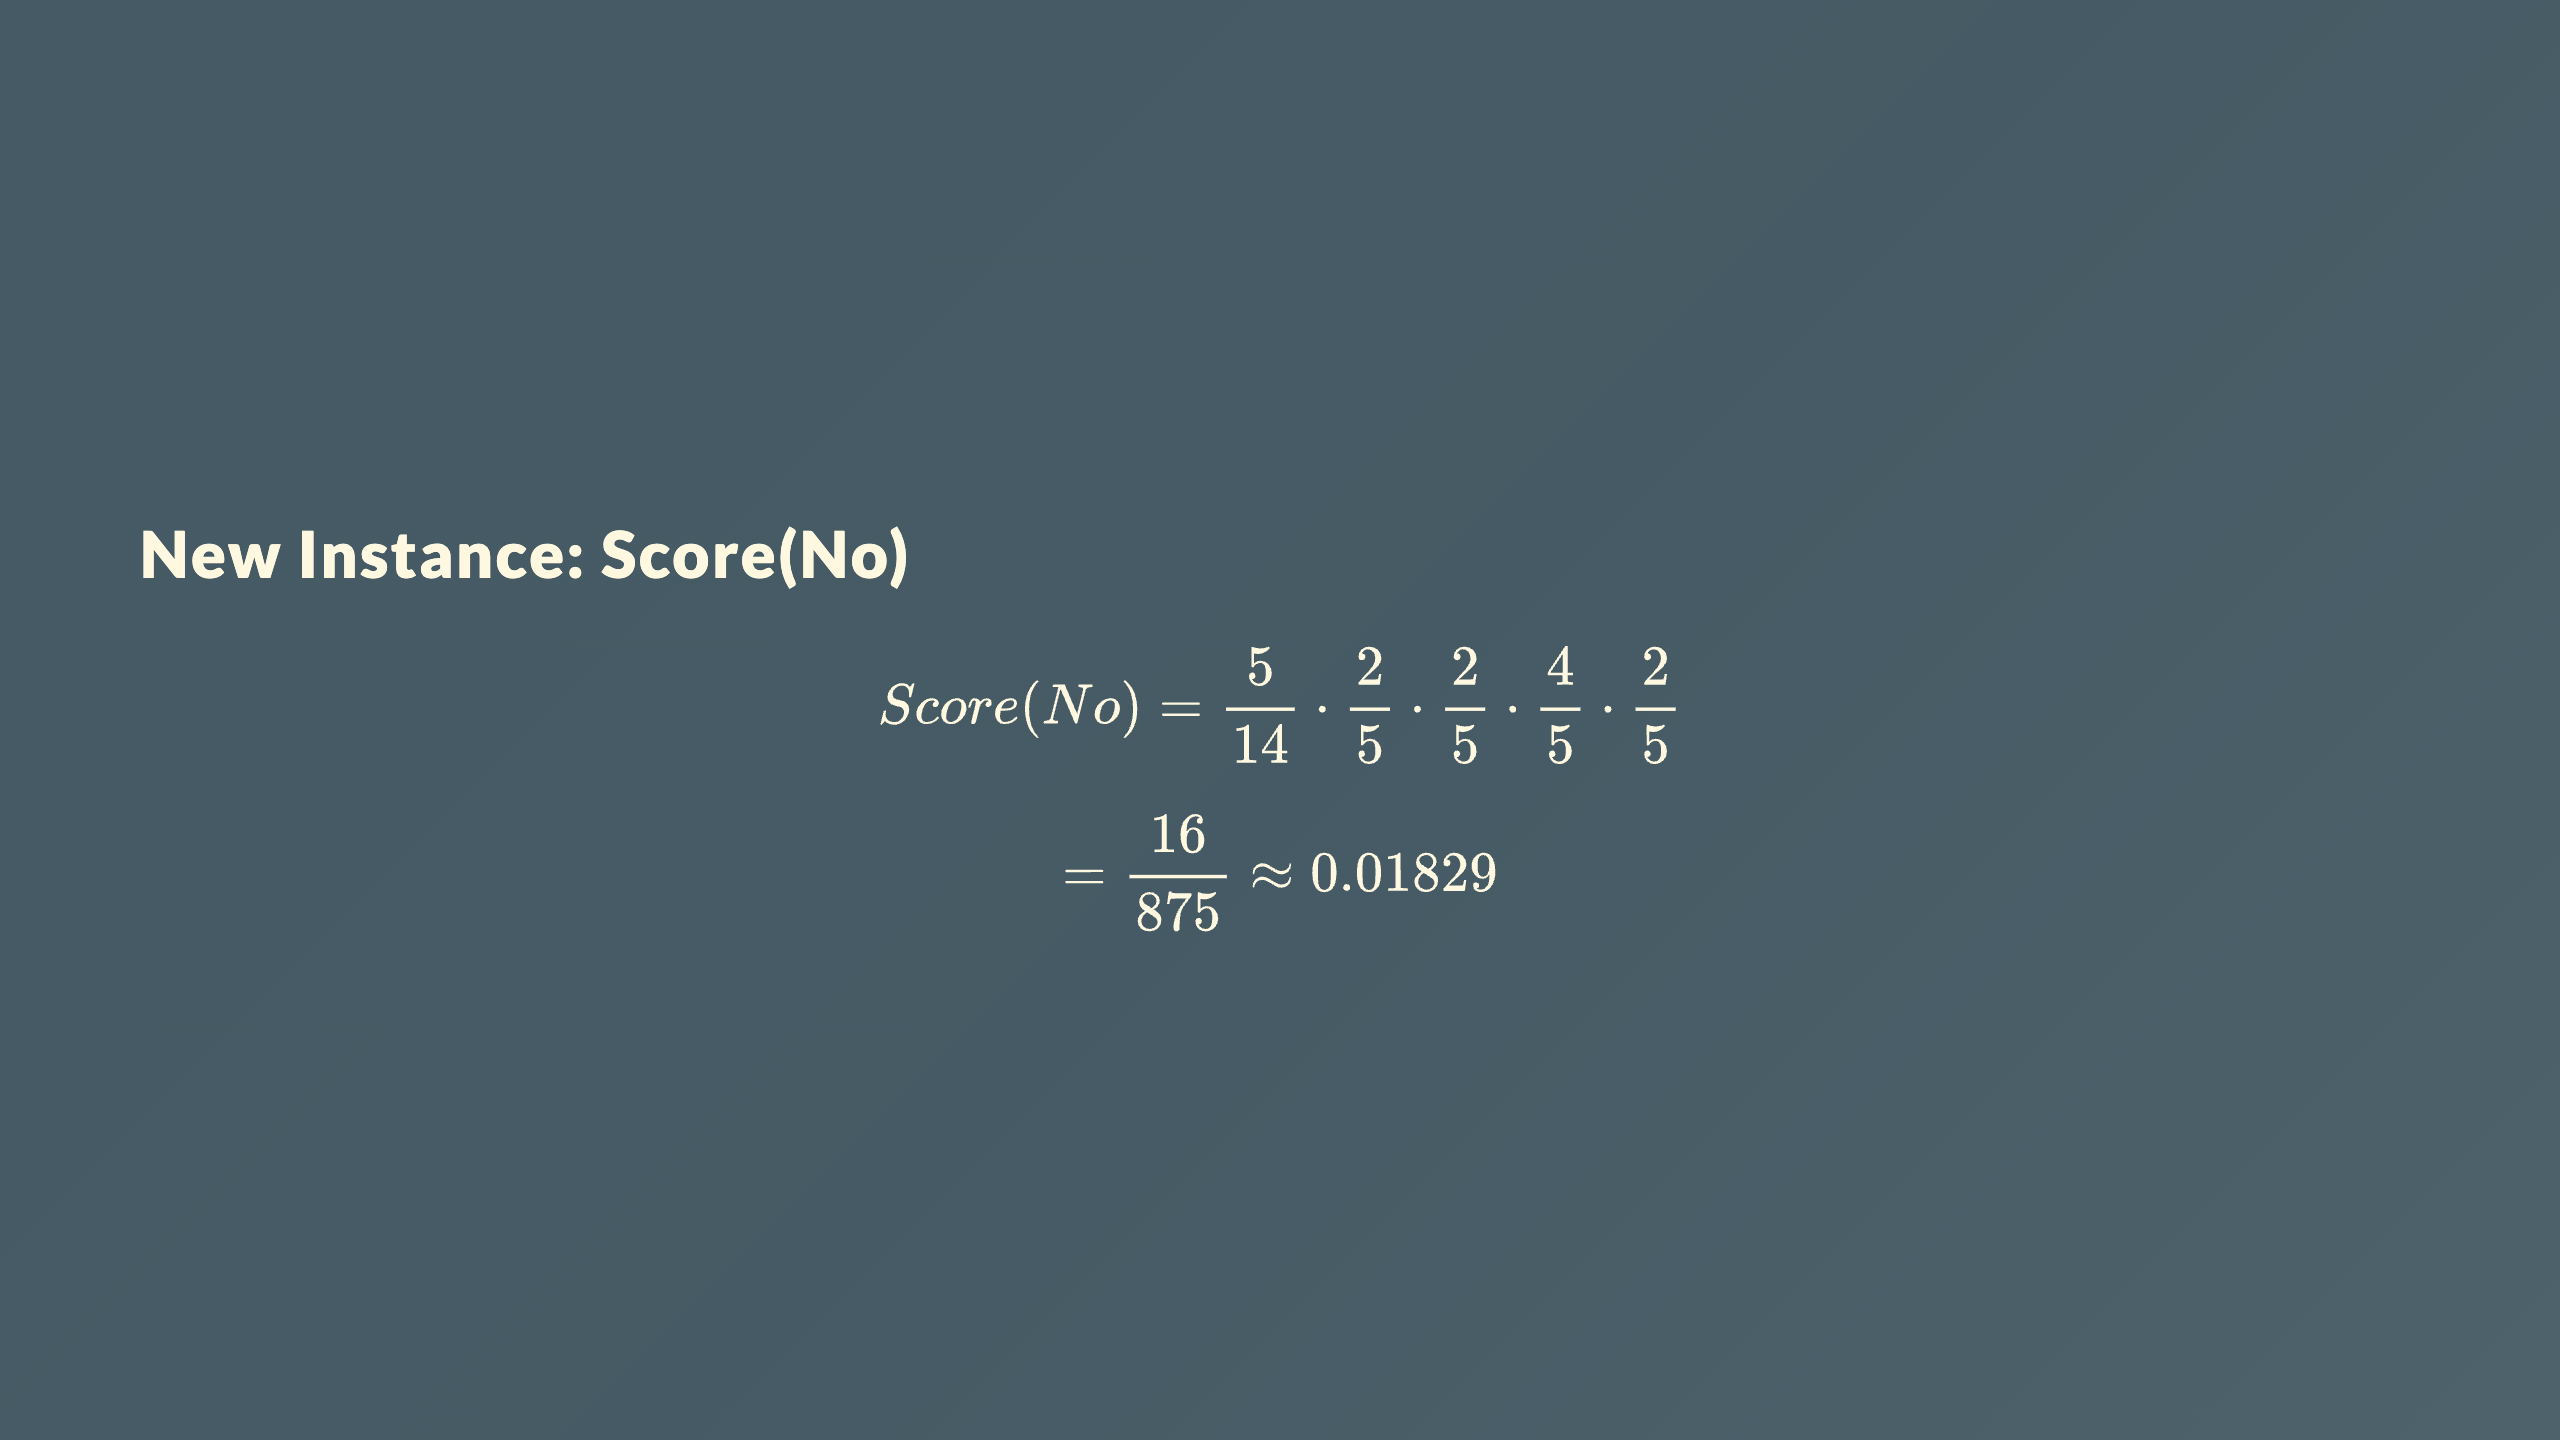 New Instance: Score(No)
Score(No) = 5/14 · 2/5 · 2/5 · 4/5 · 2/5
= 16/875 ≈ 0.01829